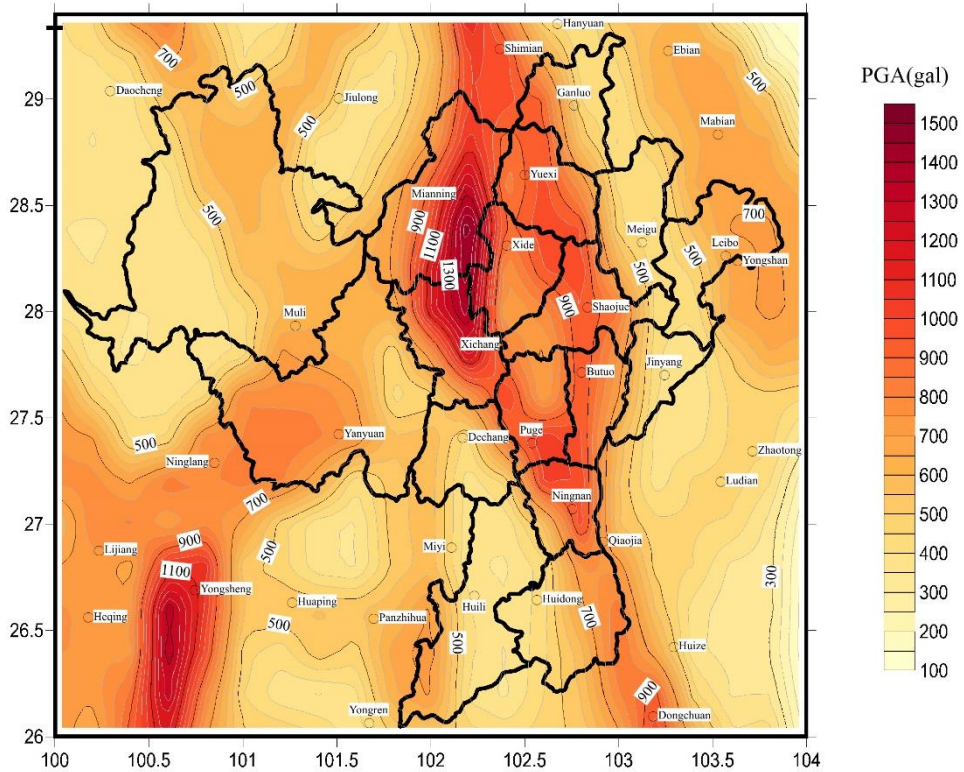 Hanyuan
700
Shimian
Ebian
PGA(gal)
29
Daocheng
500
Jiulong
Ganluo
500
1500
500
Mabian
1400
28.5
Yuexi
1300
Mianning
900
700
1200
500
1100
Xide
Meigu
Leibo
1100
1300
500
500
Yongshan
1000
28
Muli
900
Shaojue
900
Xichang
Jinyang
800
Butuo
700
27.5
500
Yanyuan
Dechang
Puge
Zhaotong
600
Ninglang
700
Ningnan
Ludian
500
27
900
500
Miyi
Qiaojia
400
Lijiang
1100
Yongsheng
300
300
Heqing
Huaping
Panzhihua
Huili
Huidong
700
200
26.5
500
500
Huize
100
900
Yongren
Dongchuan
26
100
100.5
101
101.5
102
102.5
103
103.5
104